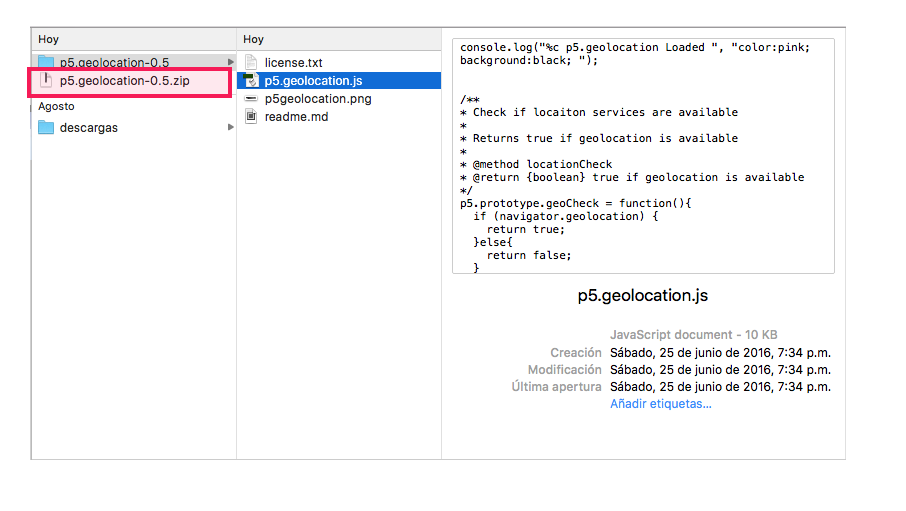 Hoy
p5.geolocation-0.5
p5.geolocation-0.5.zip
Agosto
descargas
Hoy
license.txt
p5.geolocation.js
p5geolocation.png
readme.md
console.log("%c p5.geolocation Loaded ", "color:pink;
background:black; ");
/**
* Check if locaiton services are available
*
* Returns true if geolocation is available
*
* @method locationCheck
* @return {boolean} true if geolocation is available
*/
p5.prototype.geoCheck = function(){
if (navigator.geolocation) {
return true;
}else{
return false;
}
p5.geolocation.js
JavaScript document - 10 KB
Creación Sábado, 25 de junio de 2016, 7:34 p.m.
Modificación Sábado, 25 de junio de 2016, 7:34 p.m.
Última apertura Sábado, 25 de junio de 2016, 7:34 p.m.
Añadir etiquetas...